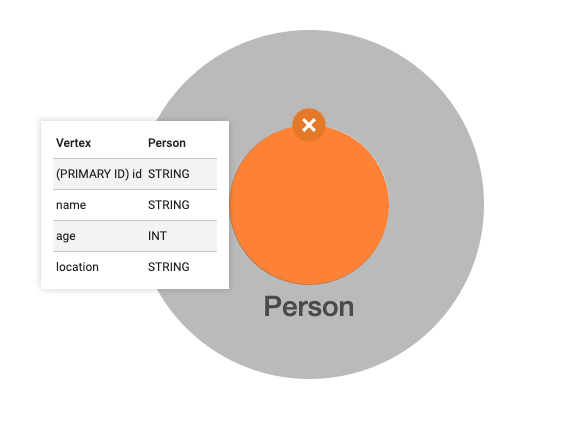 Vertex Person
(PRIMARY ID) id STRING
name STRING
age INT
location STRING
Person